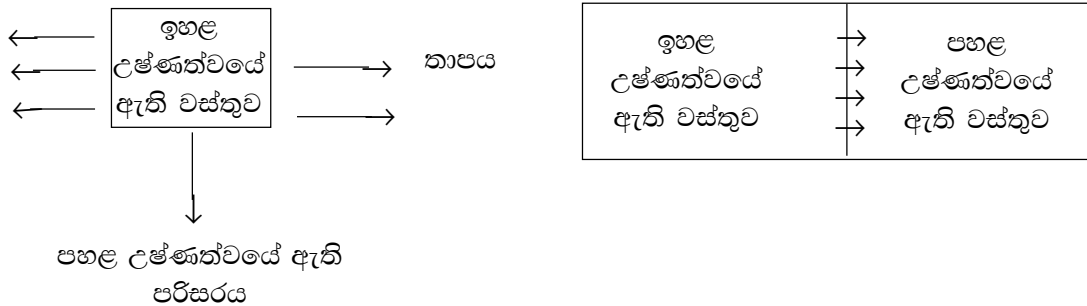 ඉහළ
උෂ්ණත්වයේ
ඇති වස්තුව
තාපය
පහළ උෂ්ණත්වයේ ඇති
පරිසරය
ඉහළ
උෂ්ණත්වයේ
ඇති වස්තුව
පහළ
උෂ්ණත්වයේ
ඇති වස්තුව